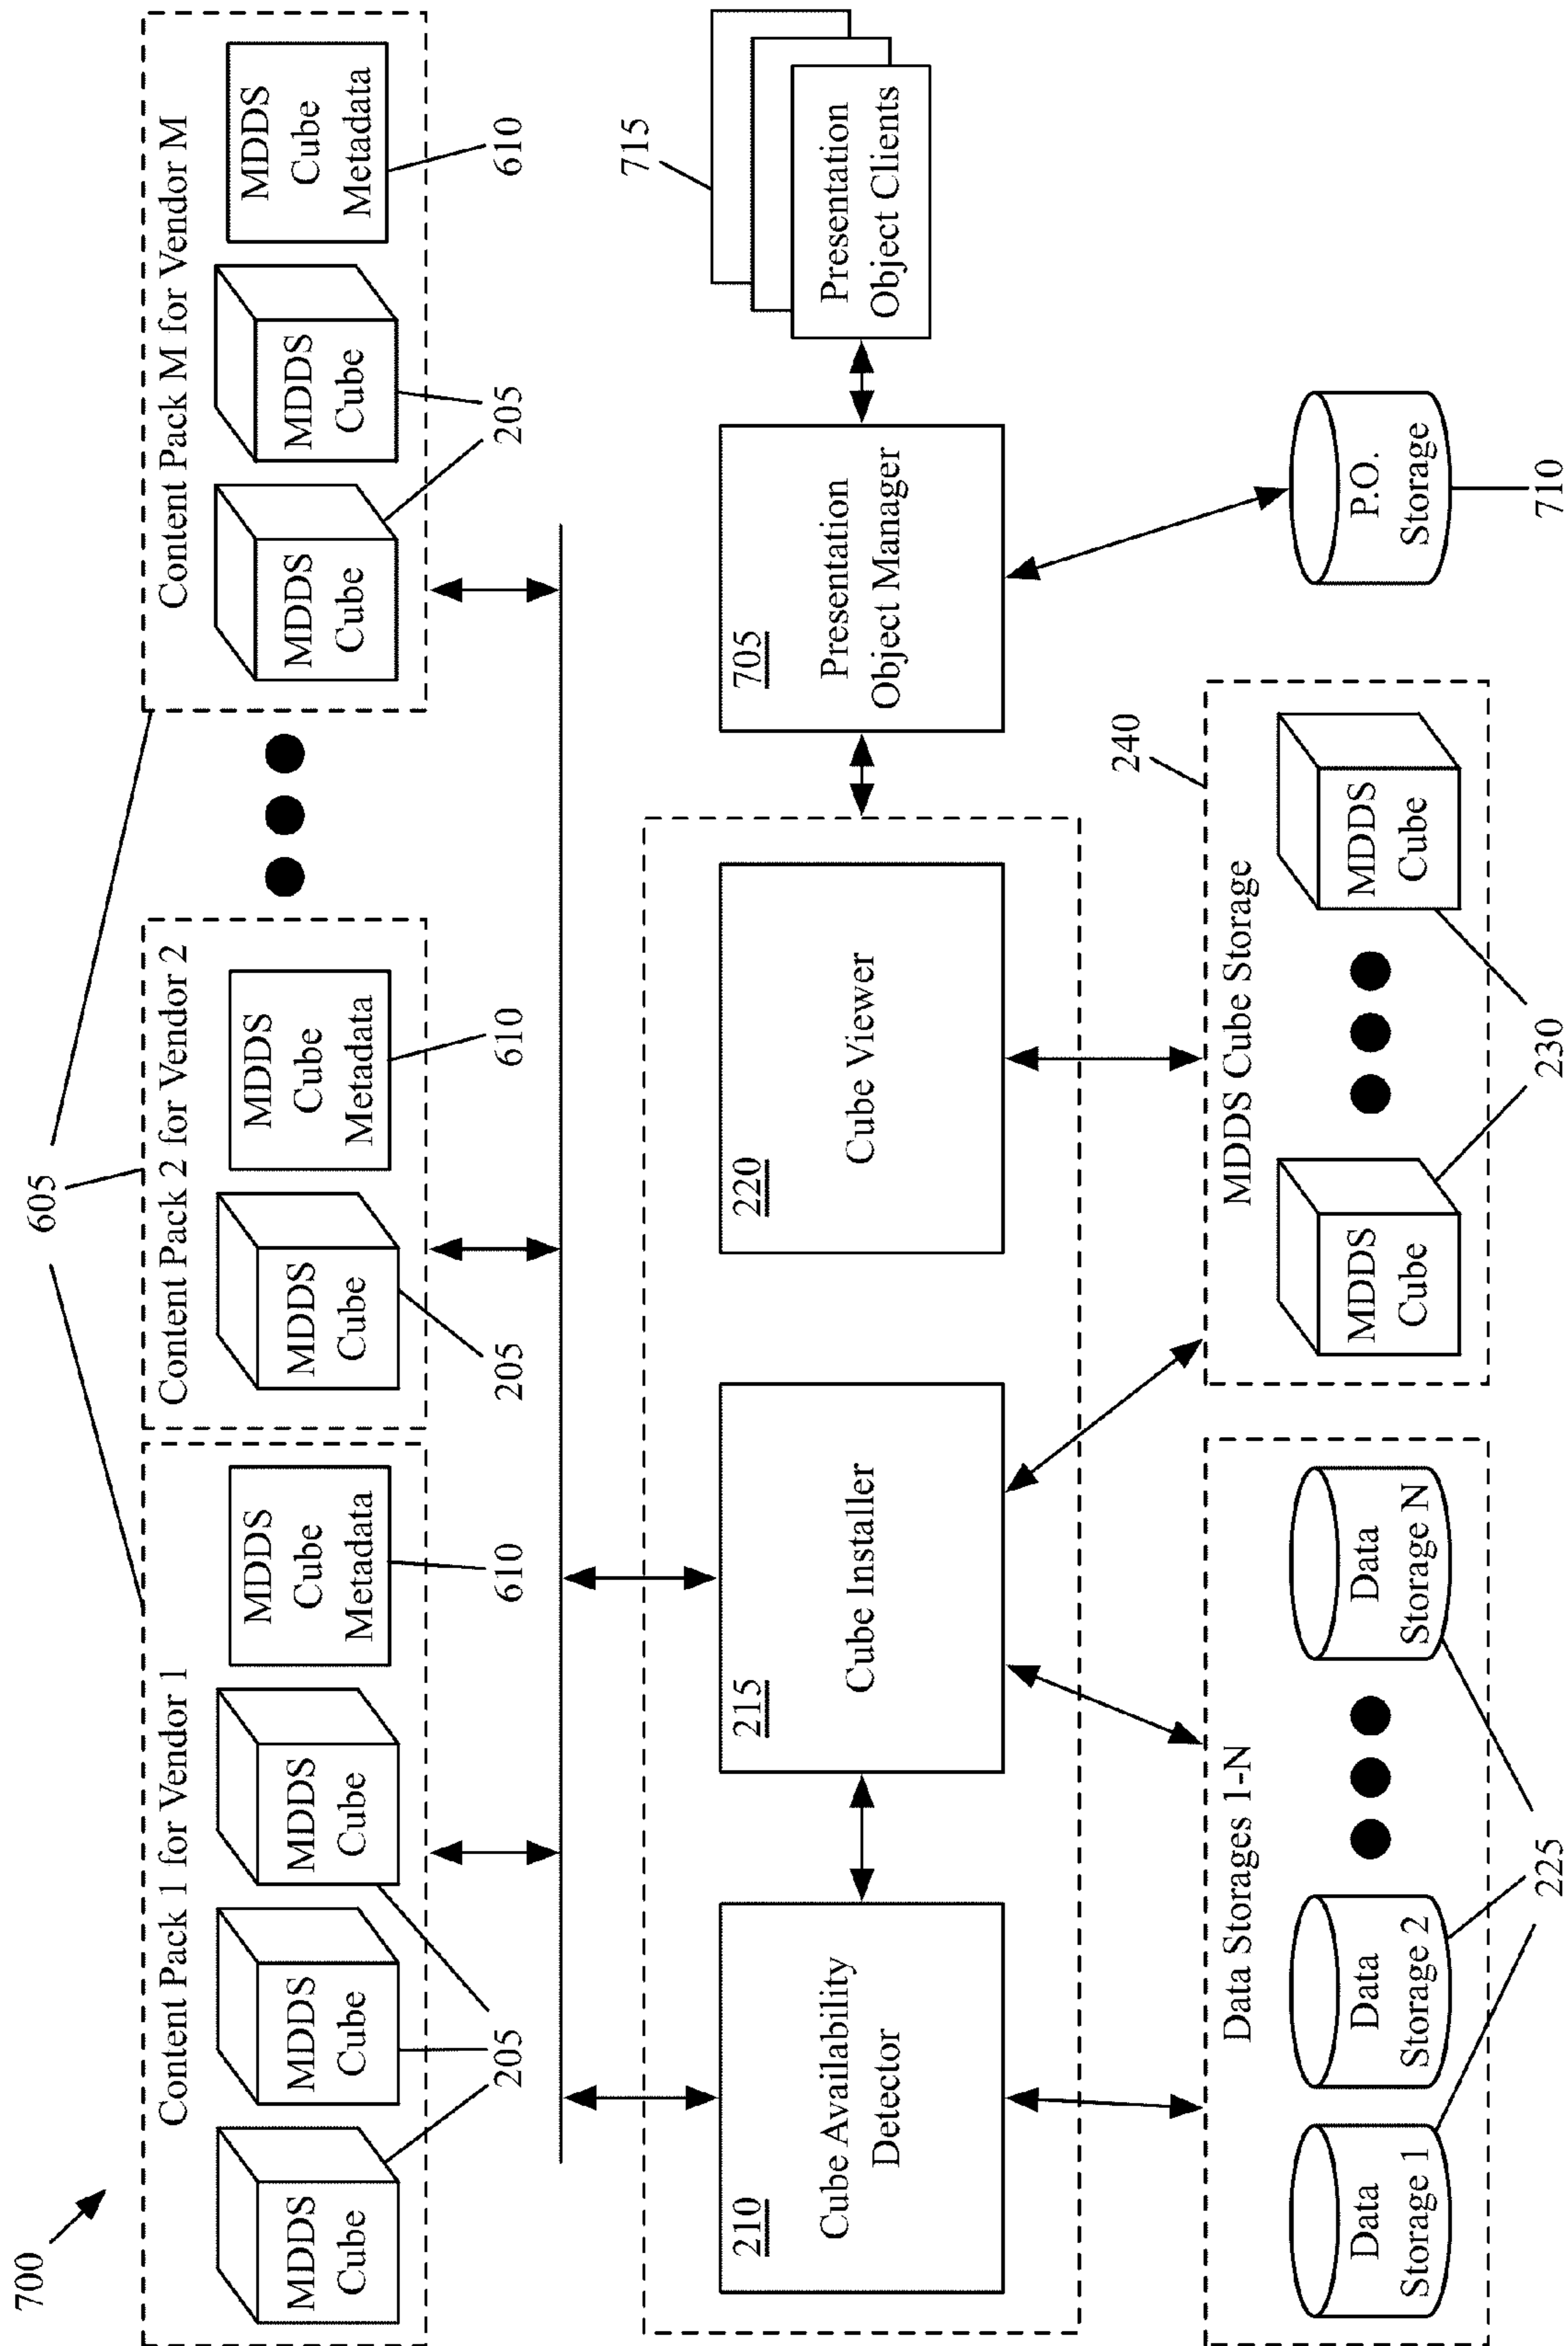 700
605
Content Pack 1 for Vendor 1
MDDS
Cube
MDDS
Cube
MDDS
Cube
MDDS
Cube
Metadata
205
610
Content Pack 2 for Vendor 2
MDDS
Cube
MDDS
Cube
Metadata
205
610
Content Pack M for Vendor M
MDDS
Cube
MDDS
Cube
MDDS
Cube
Metadata
205
610
210
Cube Availability
Detector
215
Cube Installer
220
Cube Viewer
705
Presentation
Object Manager
715
Presentation
Object Clients
Data Storages 1-N
Data
Storage 1
Data
Storage 2
Data
Storage N
225
240
MDDS Cube Storage
MDDS
Cube
MDDS
Cube
230
P.O.
Storage
710